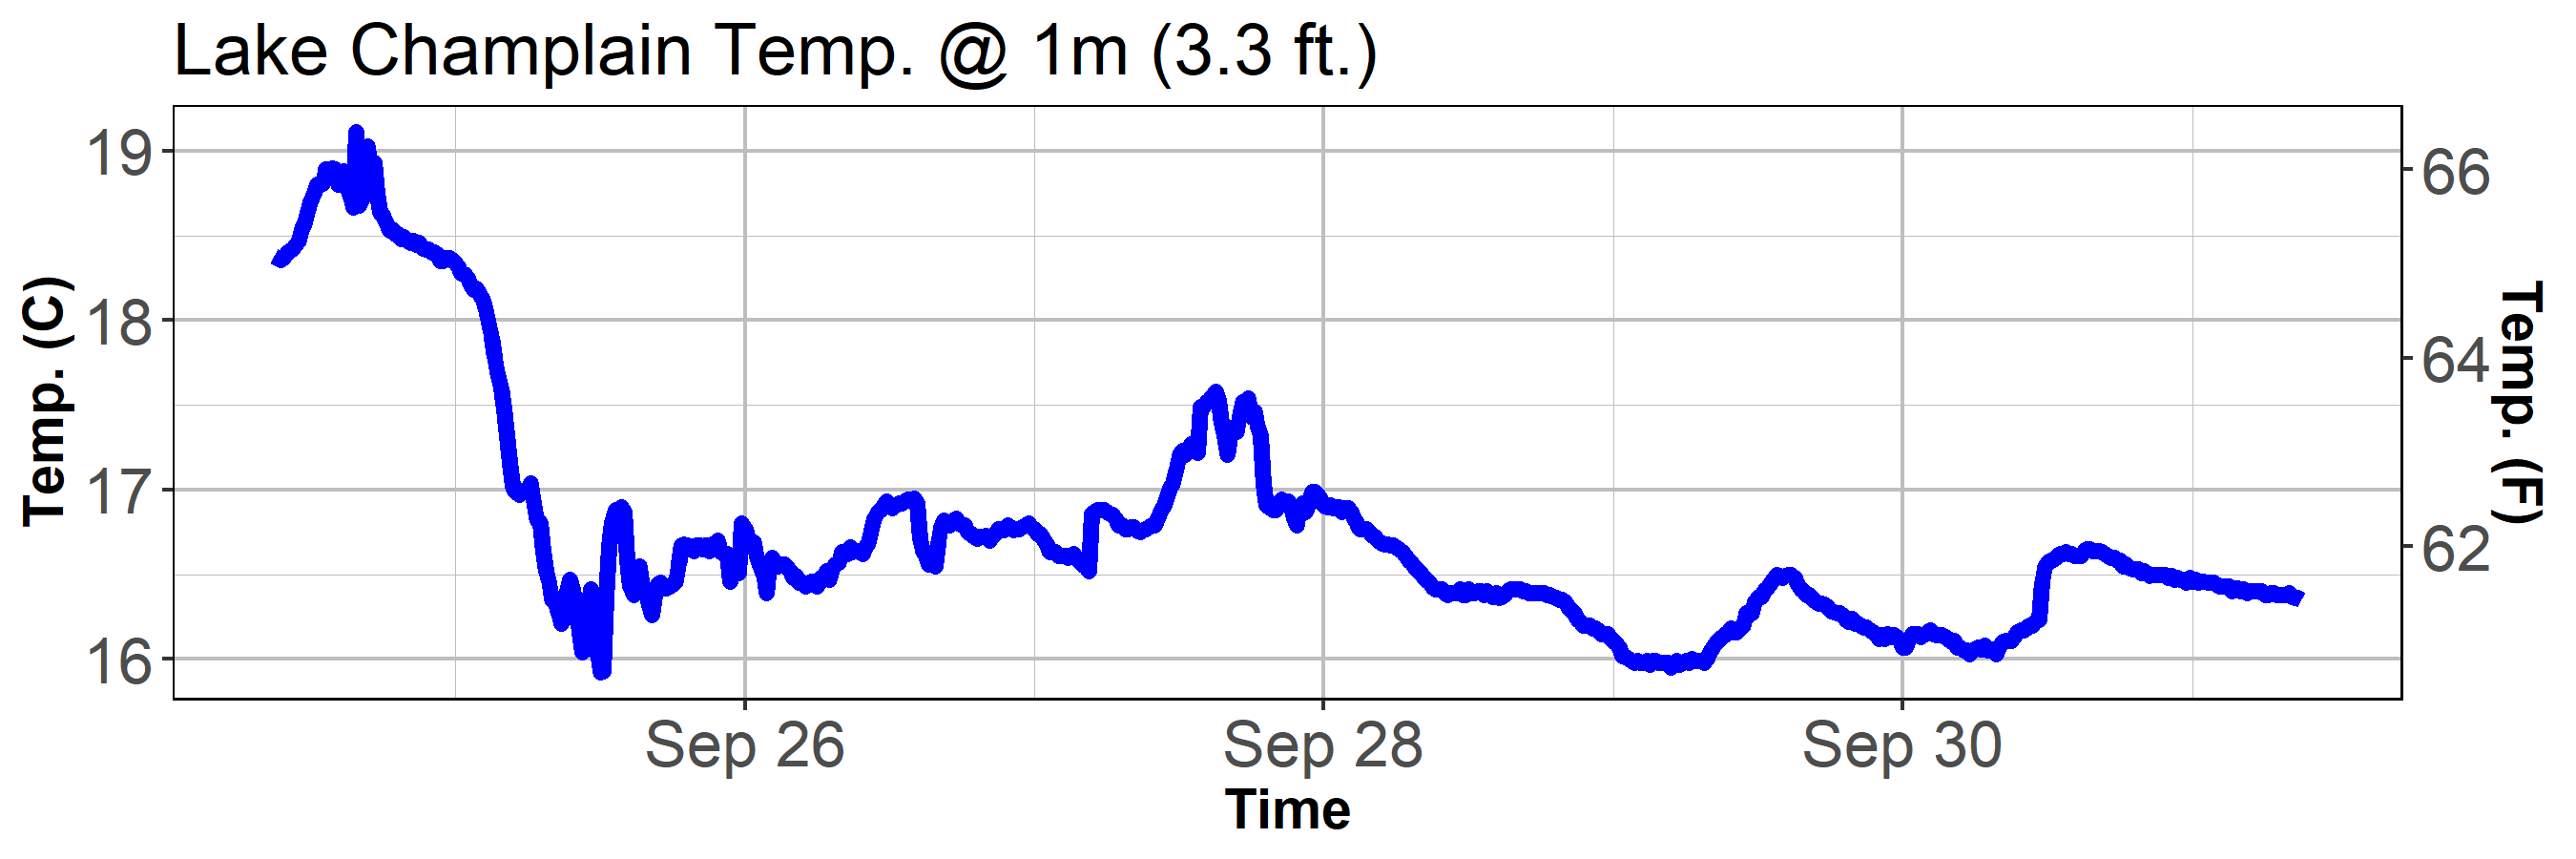 Lake Champlain Temp. @ 1m (3.3 ft.)
Temp. (C)
19
18
17
16
66
64
62
Temp. (F)
Sep 26
Sep 28
Sep 30
Time